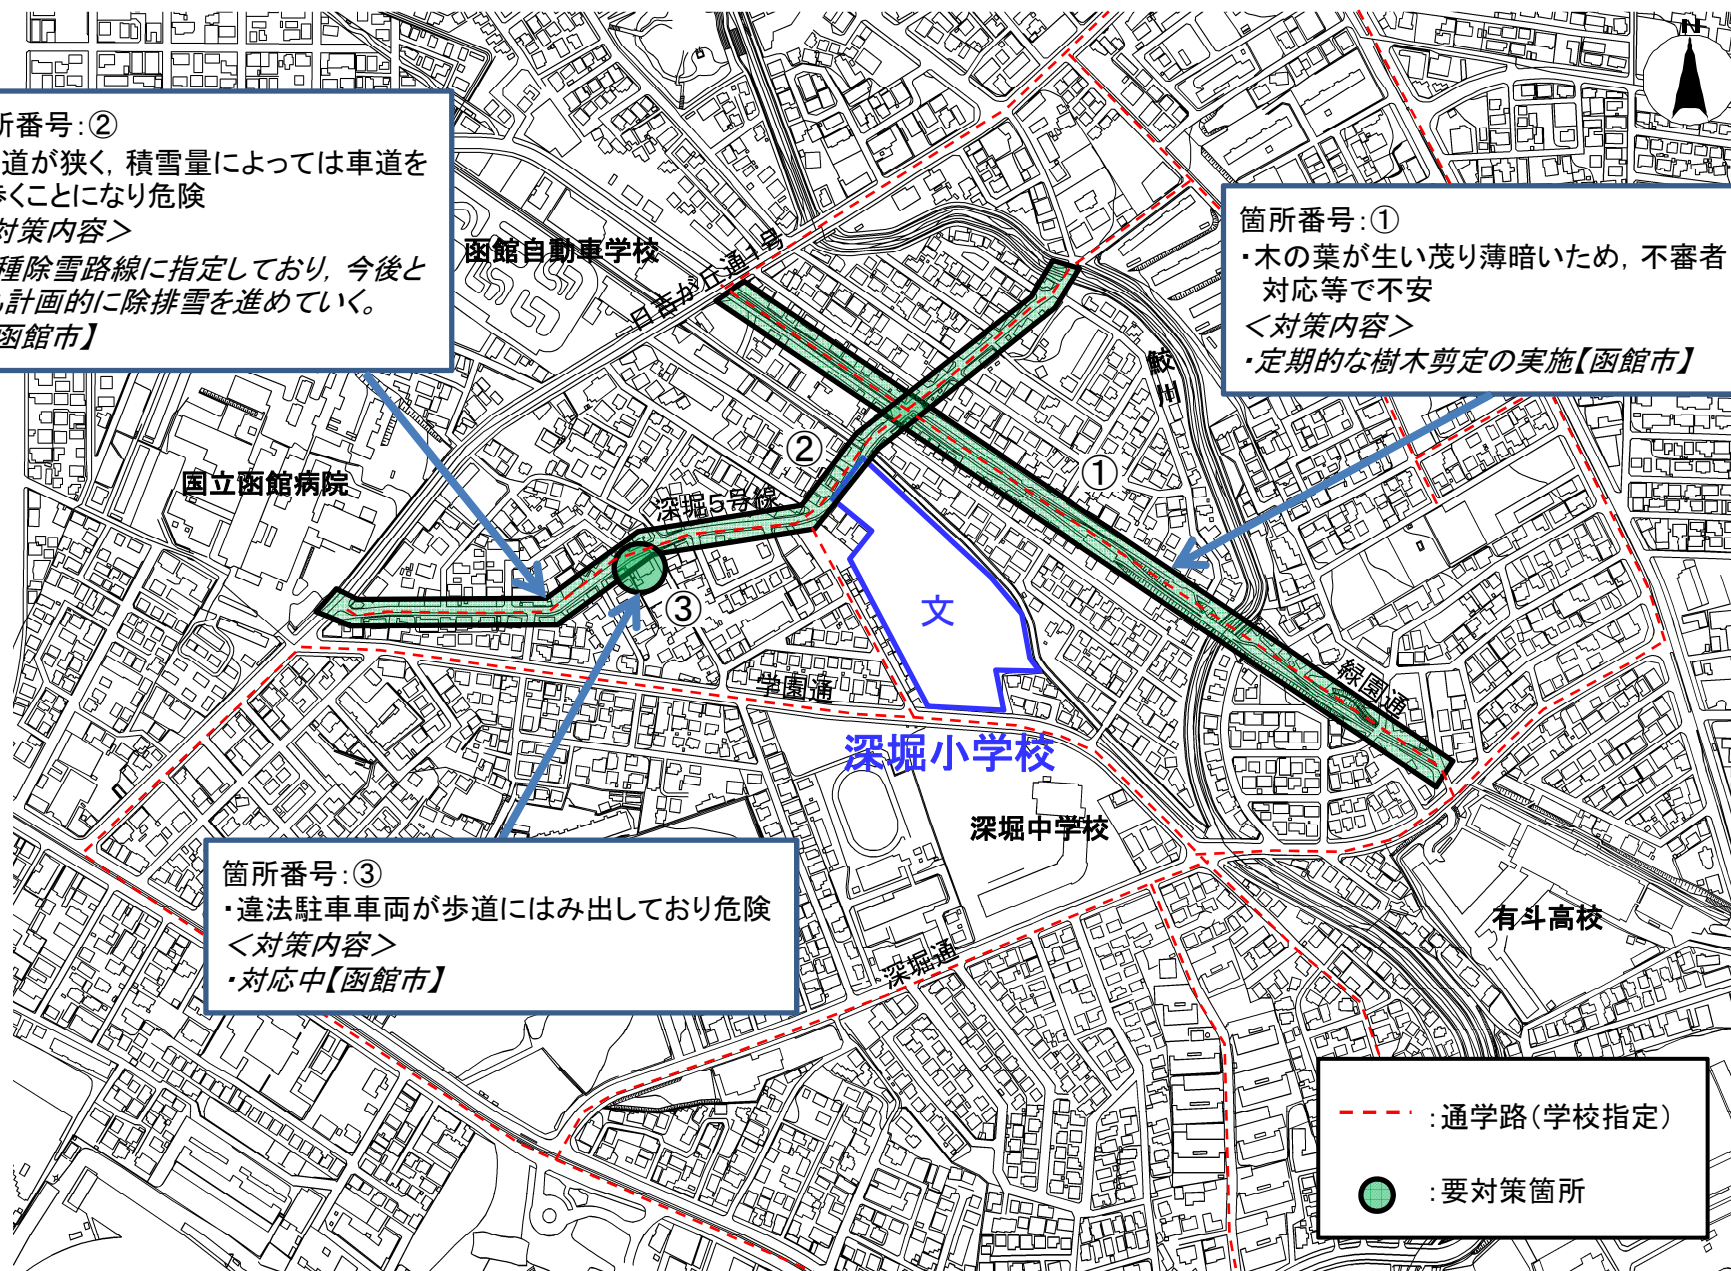 N
所番号:②
道が狭く，積雪量によっては車道を
歩くことになり危険
対策内容＞
種除雪路線に指定しており，今後と
も計画的に除排雪を進めていく。
函館市】
箇所番号:①
・木の葉が生い茂り薄暗いため，不審者
対応等で不安
＜対策内容＞
・定期的な樹木剪定の実施【函館市】
函館自動車学校
日吉が丘通1号
鮫川
②
①
国立函館病院
深堀5号線
③
文
学園通
緑園通
深堀小学校
深堀中学校
箇所番号:③
・違法駐車車両が歩道にはみ出しており危険
＜対策内容＞
・対応中【函館市】
有斗高校
深堀通
:通学路(学校指定)
:要対策箇所